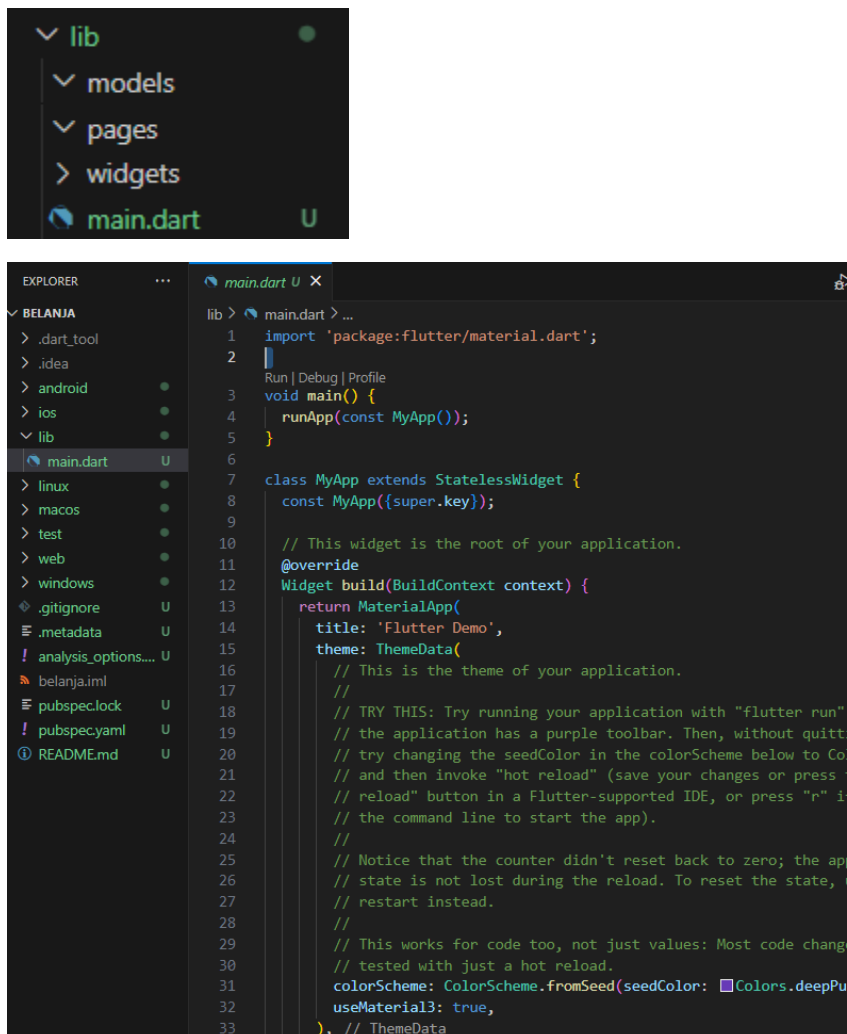 lib
models
pages
widgets
main.dart U
EXPLORER ...
main.dart U ×
BELANJA
.dart_tool
.idea
android
ios
lib
main.dart U
linux
macos
test
web
windows
.gitignore U
.metadata U
analysis_options.... U
belanja.iml
pubspec.lock U
pubspec.yaml U
README.md U
lib > main.dart > ...
1 import 'package:flutter/material.dart';
2
Run | Debug | Profile
3 void main() {
4 runApp(const MyApp());
5 }
6
7 class MyApp extends StatelessWidget {
8 const MyApp({super.key});
9
10 // This widget is the root of your application.
11 @override
12 Widget build(BuildContext context) {
13 return MaterialApp(
14 title: 'Flutter Demo',
15 theme: ThemeData(
16 // This is the theme of your application.
17 //
18 // TRY THIS: Try running your application with "flutter run"
19 // the application has a purple toolbar. Then, without quitt
20 // try changing the seedColor in the colorScheme below to Co
21 // and then invoke "hot reload" (save your changes or press
22 // reload" button in a Flutter-supported IDE, or press "r" i
23 // the command line to start the app).
24 //
25 // Notice that the counter didn't reset back to zero; the ap
26 // state is not lost during the reload. To reset the state,
27 // restart instead.
28 //
29 // This works for code too, not just values: Most code chang
30 // tested with just a hot reload.
31 colorScheme: ColorScheme.fromSeed(seedColor: Colors.deepPu
32 useMaterial3: true,
33 ), // ThemeData